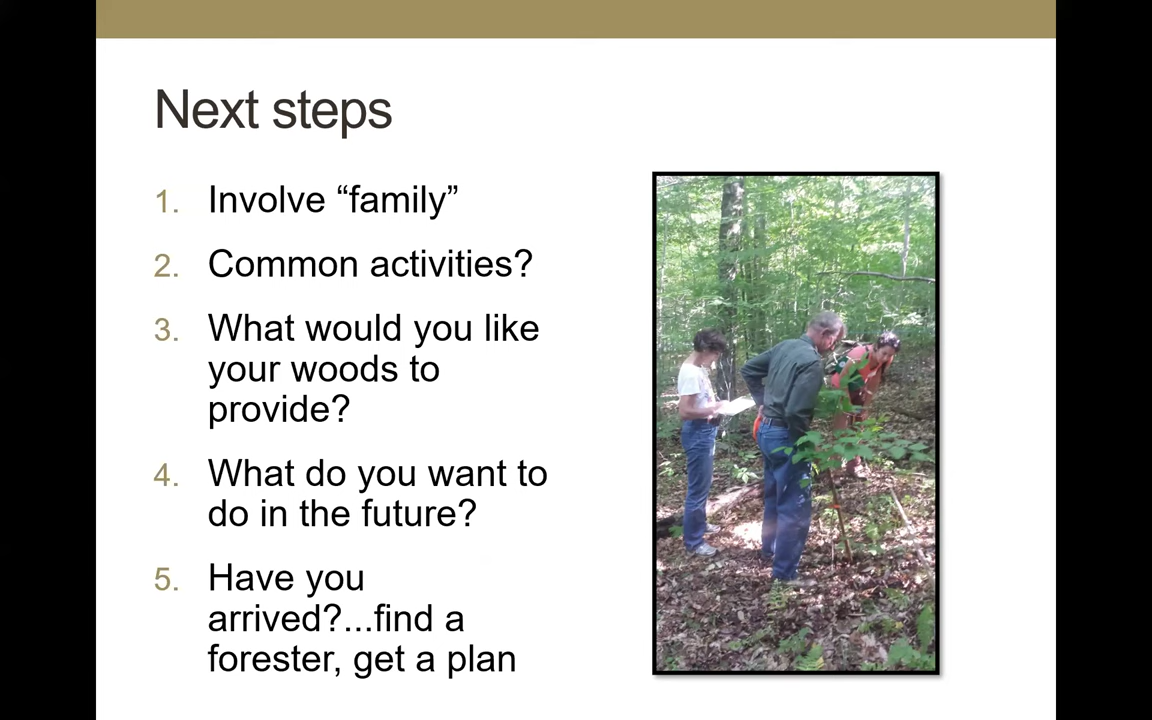 Next steps
1. Involve “family”
2. Common activities?
3. What would you like
your woods to
provide?
4. What do you want to
do in the future?
5. Have you
arrived?...find a
forester, get a plan